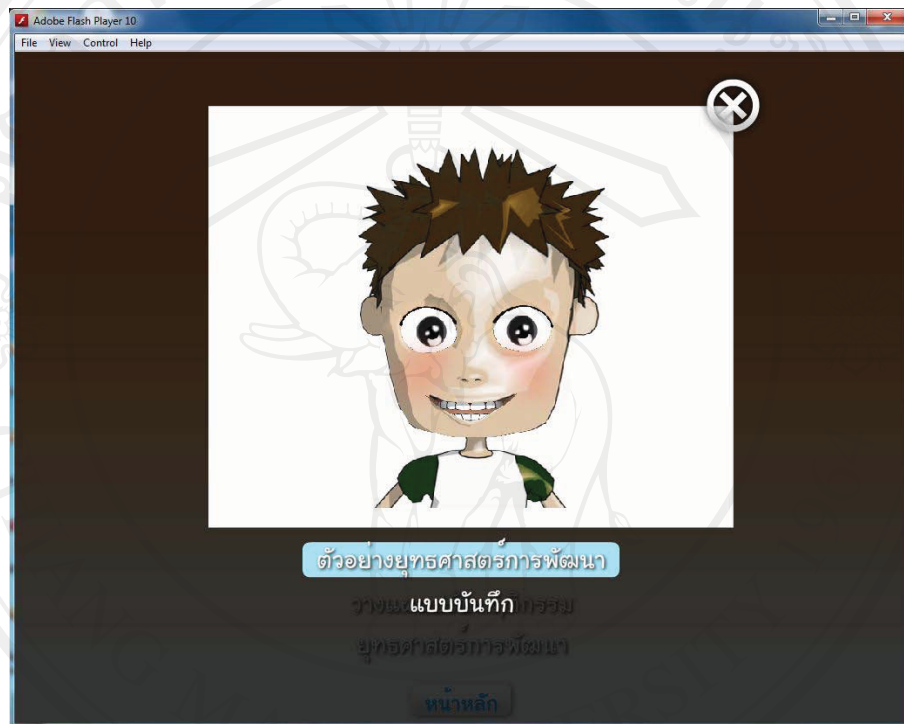 Adobe Flash Player 10
File View Control Help
ตัวอย่างยุทธศาสตร์การพัฒนา
แบบบันทึก
ยุทธศาสตร์การพัฒนา
หน้าหลัก